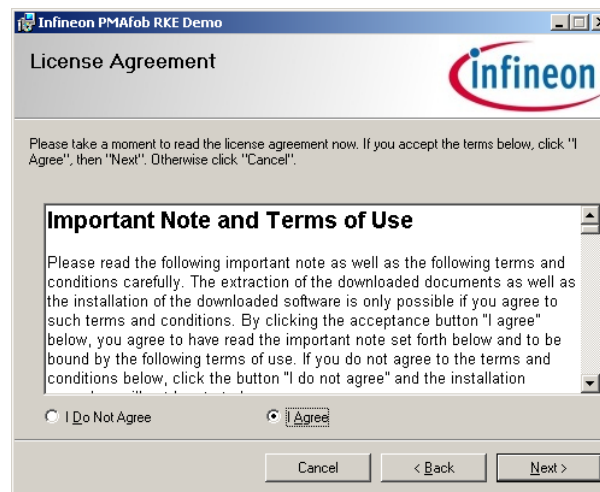 Infineon PMAfob RKE Demo
License Agreement
infineon
Please take a moment to read the license agreement now. If you accept the terms below, click "I
Agree", then "Next". Otherwise click "Cancel".
Important Note and Terms of Use
Please read the following important note as well as the following terms and
conditions carefully. The extraction of the downloaded documents as well as
the installation of the downloaded software is only possible if you agree to
such terms and conditions. By clicking the acceptance button "I agree"
below, you agree to have read the important note set forth below and to be
bound by the following terms of use. If you do not agree to the terms and
conditions below, click the button "I do not agree" and the installation
I Do Not Agree
I Agree
Cancel
< Back
Next >